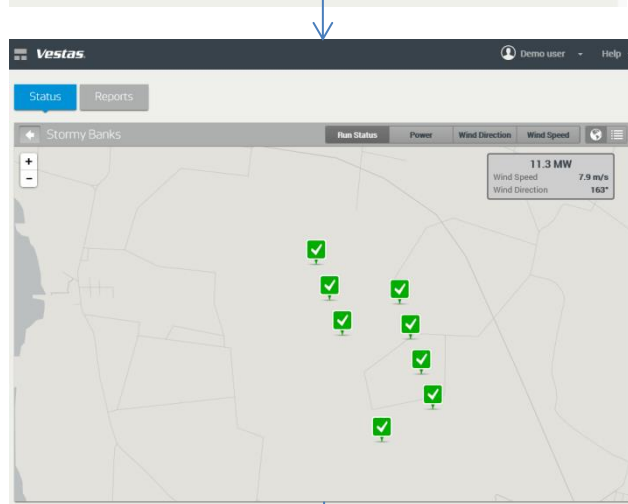 Vestas. Demo user Help
Status Reports
Stormy Banks Run Status Power Wind Direction Wind Speed
+
−
11.3 MW
Wind Speed 7.9 m/s
Wind Direction 163°